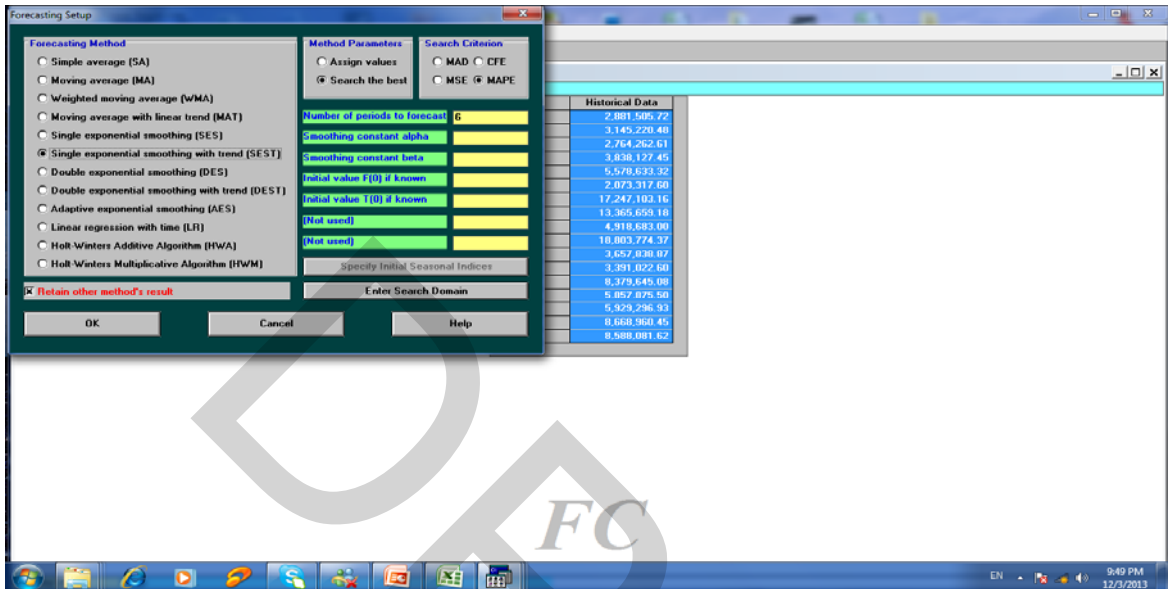 Forecasting Setup
Forecasting Method
Simple average (SA)
Moving average (MA)
Weighted moving average (WMA)
Moving average with linear trend (MAT)
Single exponential smoothing (SES)
Single exponential smoothing with trend (SEST)
Double exponential smoothing (DES)
Double exponential smoothing with trend (DEST)
Adaptive exponential smoothing (AES)
Linear regression with time (LR)
Holt-Winters Additive Algorithm (HWA)
Holt-Winters Multiplicative Algorithm (HWM)
Retain other method's result
Method Parameters
Assign values
Search the best
Search Criterion
MAD CFE
MSE MAPE
Number of periods to forecast 6
Smoothing constant alpha
Smoothing constant beta
Initial value F(0) if known
Initial value T(0) if known
(Not used)
(Not used)
Specify Initial Seasonal Indices
Enter Search Domain
OK Cancel Help
Historical Data
2,881,505.72
3,145,220.48
2,764,262.61
3,838,127.45
5,578,633.32
2,073,317.60
17,247,103.16
13,365,659.18
4,918,683.00
18,803,774.37
3,657,838.87
3,391,022.60
8,379,645.08
5,857,875.50
5,929,296.93
8,668,960.45
8,588,081.62
FC
EN
9:49 PM
12/3/2013